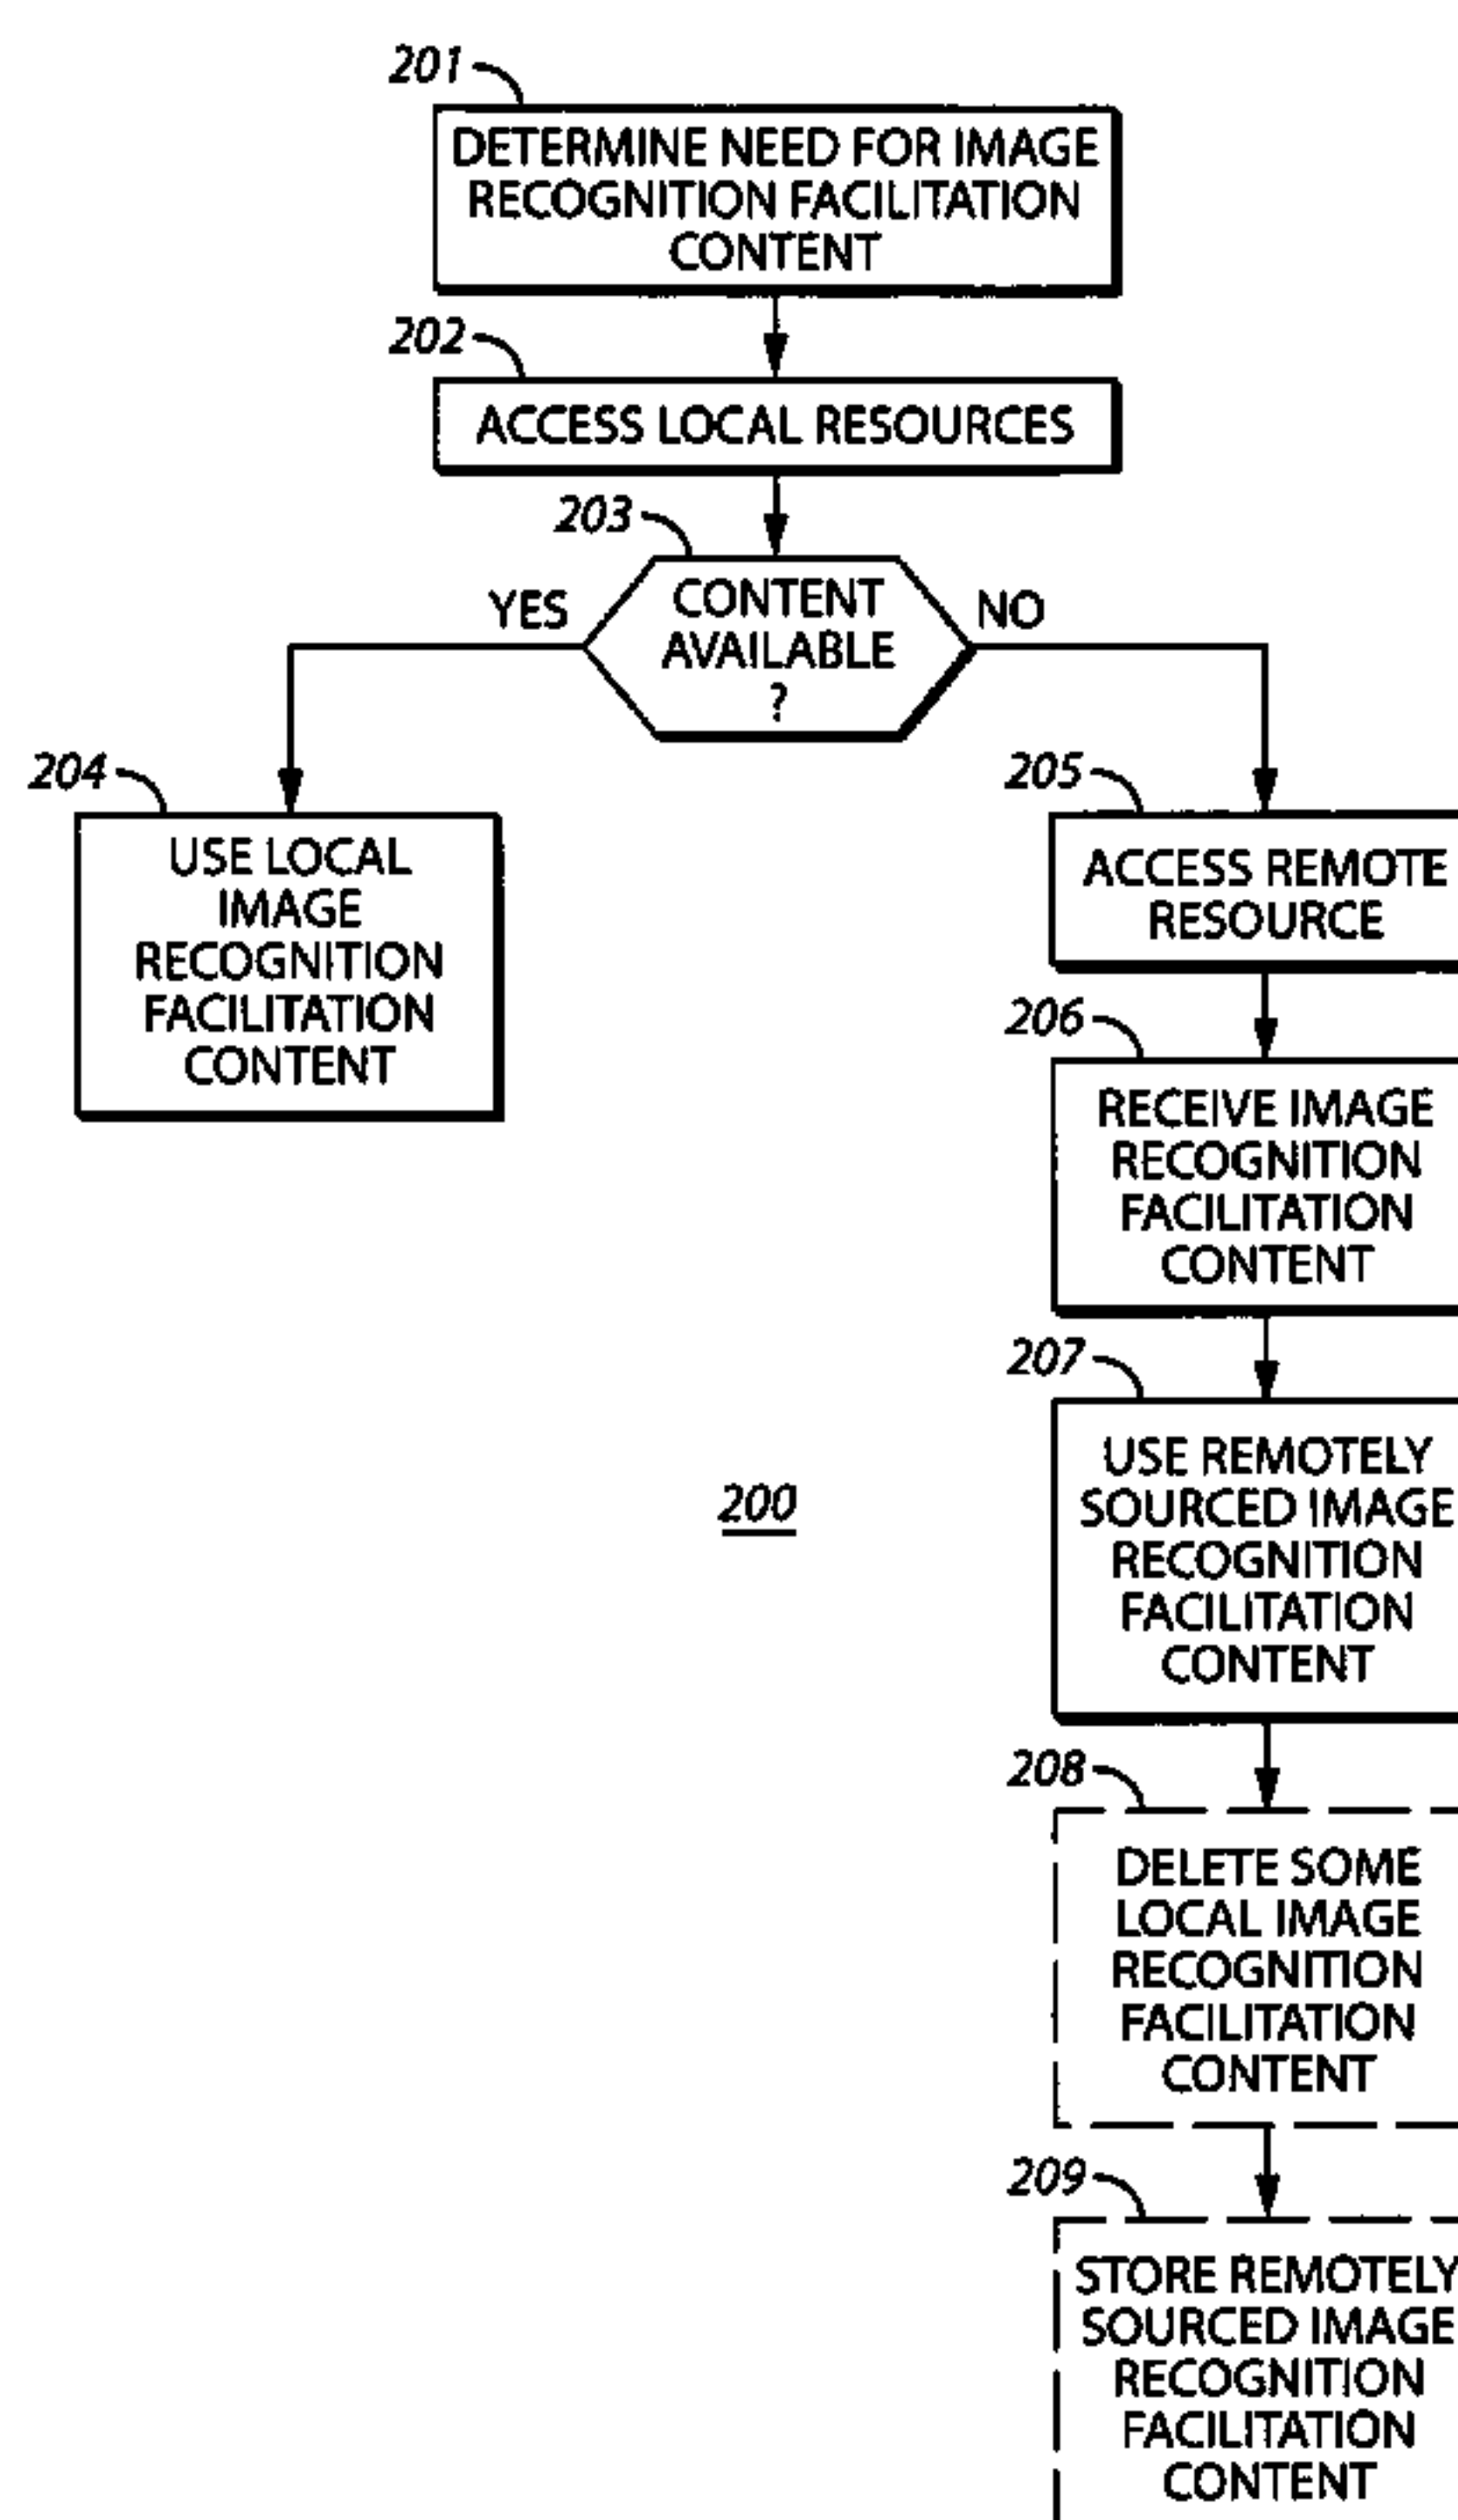 201
DETERMINE NEED FOR IMAGE
RECOGNITION FACILITATION
CONTENT
202
ACCESS LOCAL RESOURCES
203
CONTENT
AVAILABLE
?
YES
NO
204
USE LOCAL
IMAGE
RECOGNITION
FACILITATION
CONTENT
205
ACCESS REMOTE
RESOURCE
206
RECEIVE IMAGE
RECOGNITION
FACILITATION
CONTENT
207
USE REMOTELY
SOURCED IMAGE
RECOGNITION
FACILITATION
CONTENT
200
208
DELETE SOME
LOCAL IMAGE
RECOGNITION
FACILITATION
CONTENT
209
STORE REMOTELY
SOURCED IMAGE
RECOGNITION
FACILITATION
CONTENT